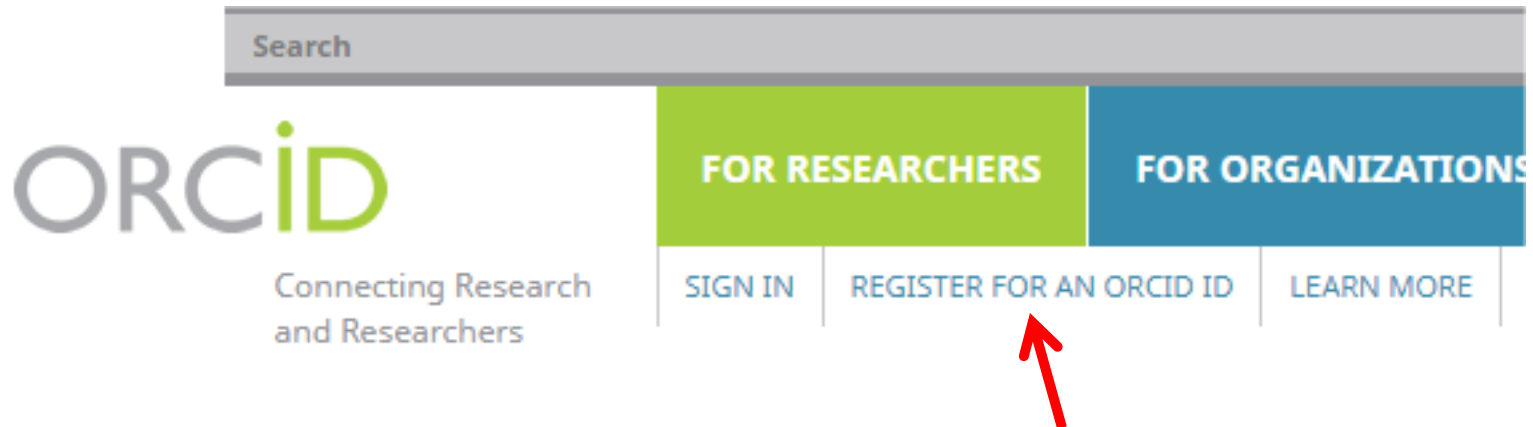 Search
ORCID
FOR RESEARCHERS
FOR ORGANIZATIONS
Connecting Research
and Researchers
SIGN IN
REGISTER FOR AN ORCID ID
LEARN MORE